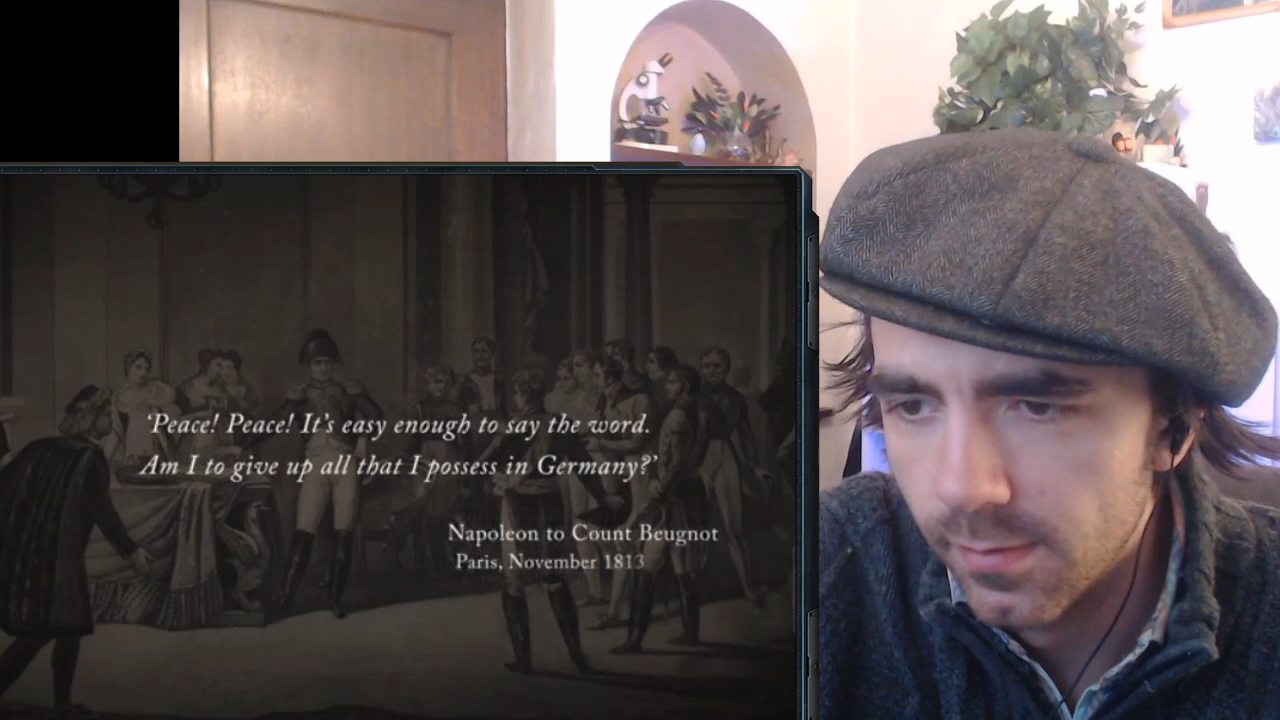 ‘Peace! Peace! It’s easy enough to say the word.
Am I to give up all that I possess in Germany?’
Napoleon to Count Beugnot
Paris, November 1813